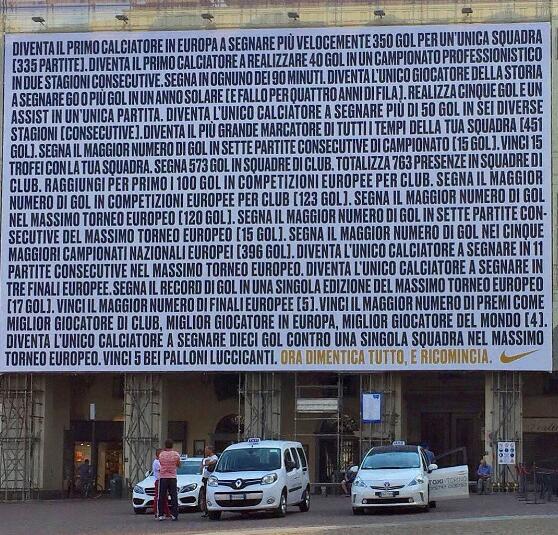 DIVENTA IL PRIMO CALCIATORE IN EUROPA A SEGNARE PIÙ VELOCEMENTE 350 GOL PER UN'UNICA SQUADRA
[335 PARTITE]. DIVENTA IL PRIMO CALCIATORE A REALIZZARE 40 GOL IN UN CAMPIONATO PROFESSIONISTICO
IN DUE STAGIONI CONSECUTIVE. SEGNA IN OGNUNO DEI 90 MINUTI. DIVENTA L'UNICO GIOCATORE DELLA STORIA
A SEGNARE 60 O PIÙ GOL IN UN ANNO SOLARE [E FALLO PER QUATTRO ANNI DI FILA]. REALIZZA CINQUE GOL E UN
ASSIST IN UN'UNICA PARTITA. DIVENTA L'UNICO CALCIATORE A SEGNARE PIÙ DI 50 GOL IN SEI DIVERSE
STAGIONI [CONSECUTIVE]. DIVENTA IL PIÙ GRANDE MARCATORE DI TUTTI I TEMPI DELLA TUA SQUADRA [451
GOL]. SEGNA IL MAGGIOR NUMERO DI GOL IN SETTE PARTITE CONSECUTIVE DI CAMPIONATO [15 GOL]. VINCI 15
TROFEI CON LA TUA SQUADRA. SEGNA 573 GOL IN SQUADRE DI CLUB. TOTALIZZA 763 PRESENZE IN SQUADRE DI
CLUB. RAGGIUNGI PER PRIMO I 100 GOL IN COMPETIZIONI EUROPEE PER CLUB. SEGNA IL MAGGIOR
NUMERO DI GOL IN COMPETIZIONI EUROPEE PER CLUB [123 GOL]. SEGNA IL MAGGIOR NUMERO DI GOL
NEL MASSIMO TORNEO EUROPEO [120 GOL]. SEGNA IL MAGGIOR NUMERO DI GOL IN SETTE PARTITE CON-
SECUTIVE DEL MASSIMO TORNEO EUROPEO [15 GOL]. SEGNA IL MAGGIOR NUMERO DI GOL NEI CINQUE
MAGGIORI CAMPIONATI NAZIONALI EUROPEI [396 GOL]. DIVENTA L'UNICO CALCIATORE A SEGNARE IN 11
PARTITE CONSECUTIVE NEL MASSIMO TORNEO EUROPEO. DIVENTA L'UNICO CALCIATORE A SEGNARE IN
TRE FINALI EUROPEE. SEGNA IL RECORD DI GOL IN UNA SINGOLA EDIZIONE DEL MASSIMO TORNEO EUROPEO
[17 GOL]. VINCI IL MAGGIOR NUMERO DI FINALI EUROPEE [5]. VINCI IL MAGGIOR NUMERO DI PREMI COME
MIGLIOR GIOCATORE DI CLUB, MIGLIOR GIOCATORE IN EUROPA, MIGLIOR GIOCATORE DEL MONDO [4].
DIVENTA L'UNICO CALCIATORE A SEGNARE DIECI GOL CONTRO UNA SINGOLA SQUADRA NEL MASSIMO
TORNEO EUROPEO. VINCI 5 BEI PALLONI LUCCICANTI. ORA DIMENTICA TUTTO, E RICOMINCIA.
TAXI